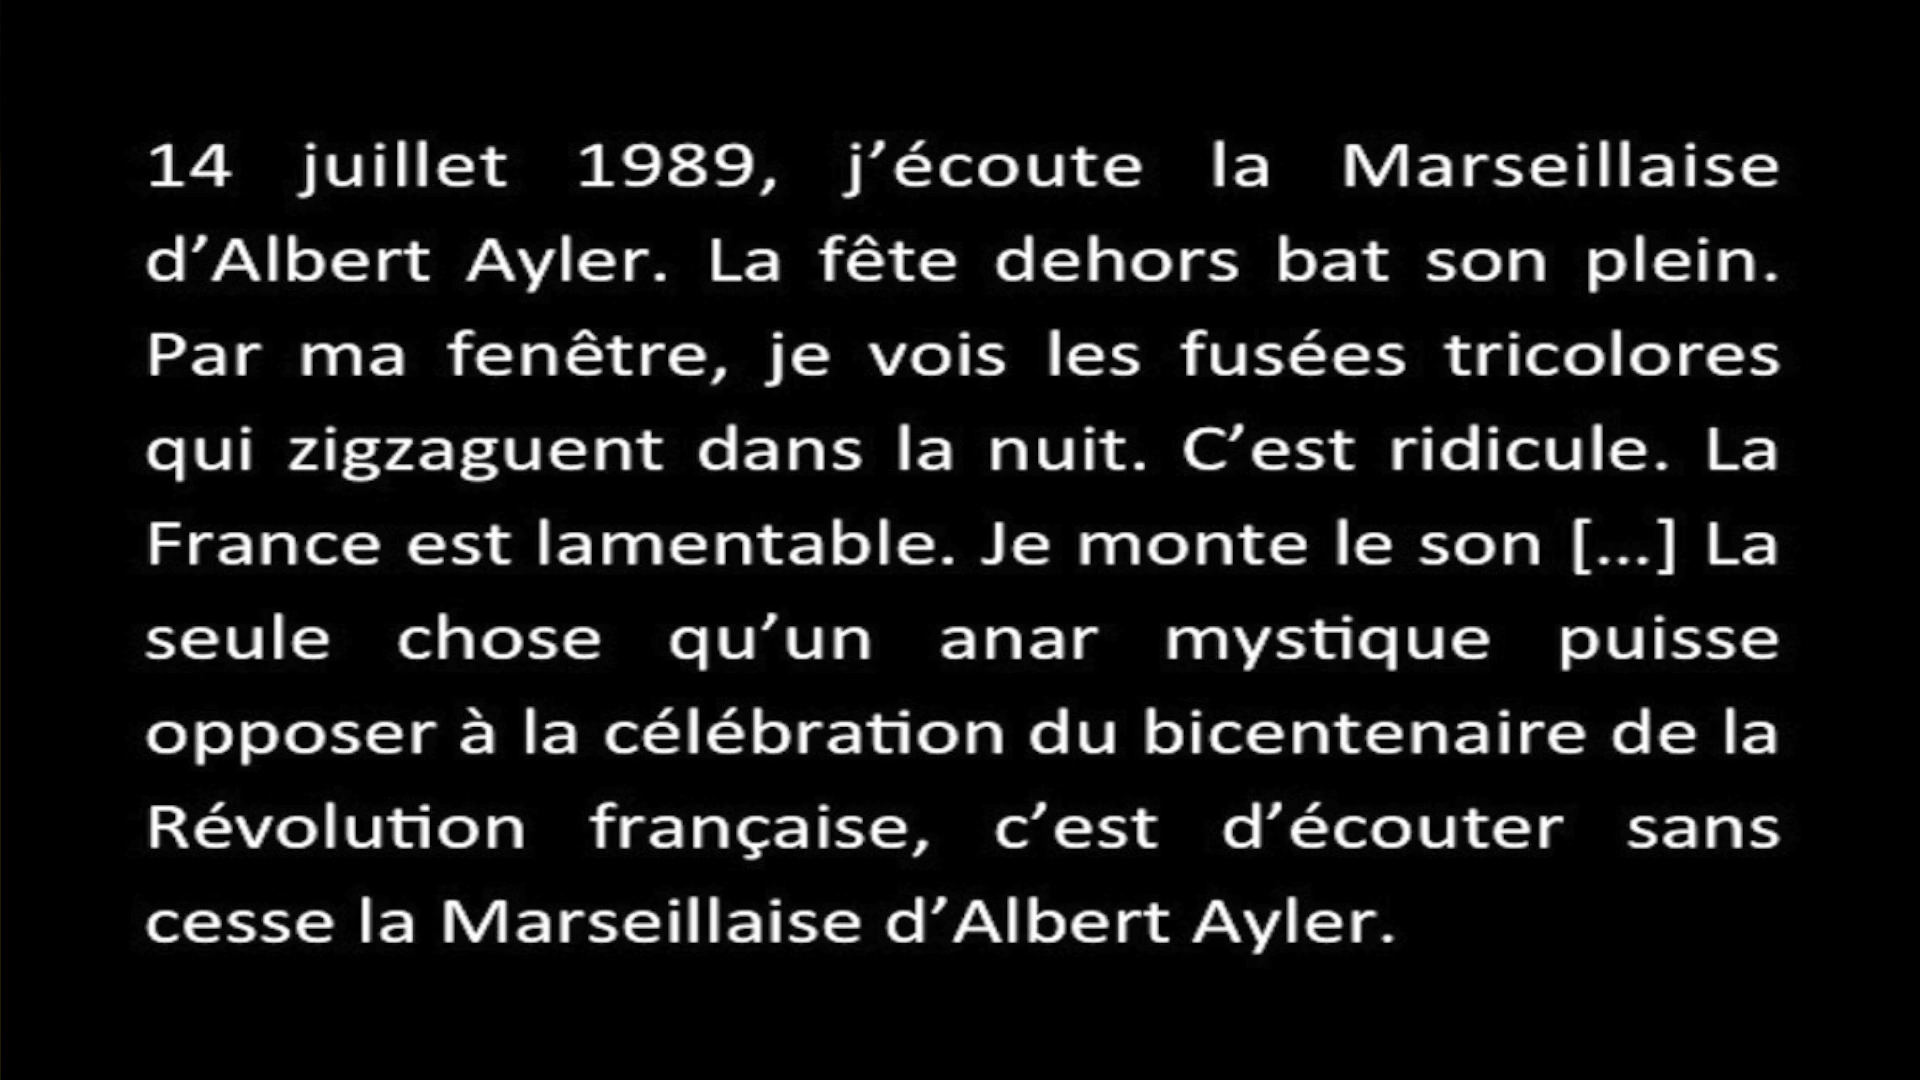 14 juillet 1989, j’écoute la Marseillaise
d’Albert Ayler. La fête dehors bat son plein.
Par ma fenêtre, je vois les fusées tricolores
qui zigzaguent dans la nuit. C’est ridicule. La
France est lamentable. Je monte le son [...] La
seule chose qu’un anar mystique puisse
opposer à la célébration du bicentenaire de la
Révolution française, c’est d’écouter sans
cesse la Marseillaise d’Albert Ayler.